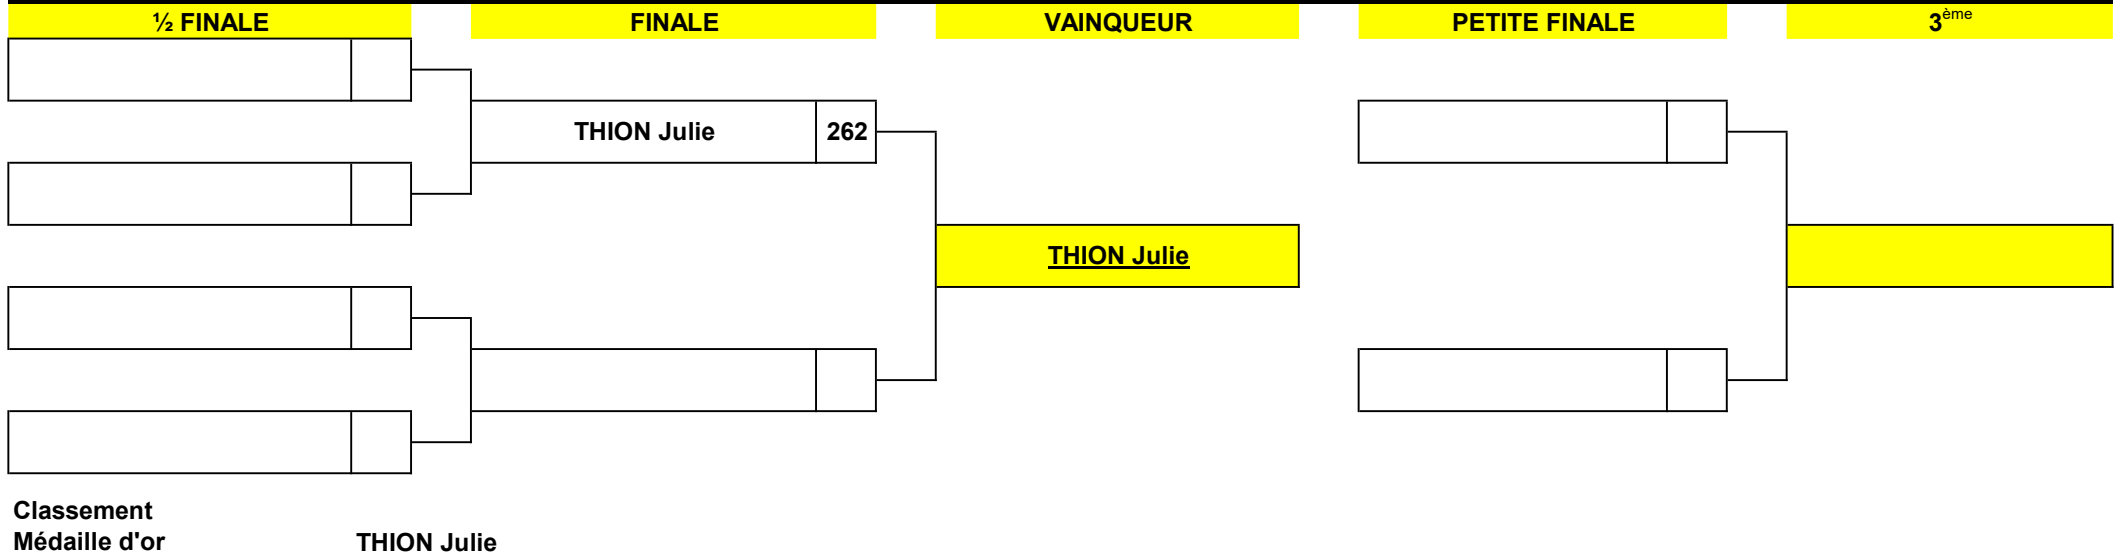 ½ FINALE FINALE VAINQUEUR PETITE FINALE 3ème
THION Julie 262
THION Julie
Classement
Médaille d'or THION Julie